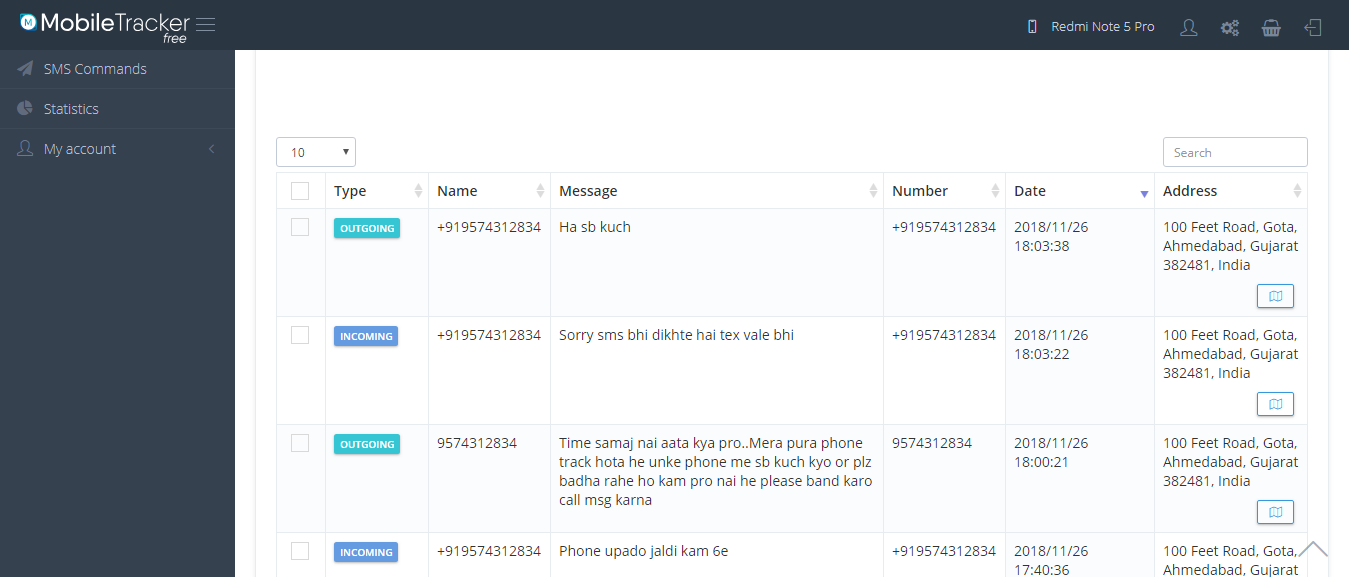 MobileTracker
free
Redmi Note 5 Pro
SMS Commands
Statistics
My account
10
Search
Type Name Message Number Date Address
OUTGOING +919574312834 Ha sb kuch +919574312834 2018/11/26 100 Feet Road, Gota,
18:03:38 Ahmedabad, Gujarat
382481, India
INCOMING +919574312834 Sorry sms bhi dikhte hai tex vale bhi +919574312834 2018/11/26 100 Feet Road, Gota,
18:03:22 Ahmedabad, Gujarat
382481, India
OUTGOING 9574312834 Time samaj nai aata kya pro..Mera pura phone 9574312834 2018/11/26 100 Feet Road, Gota,
track hota he unke phone me sb kuch kyo or plz 18:00:21 Ahmedabad, Gujarat
badha rahe ho kam pro nai he please band karo 382481, India
call msg karna
INCOMING +919574312834 Phone upado jaldi kam 6e +919574312834 2018/11/26 100 Feet Road, Gota,
17:40:36 Ahmedabad, Gujarat